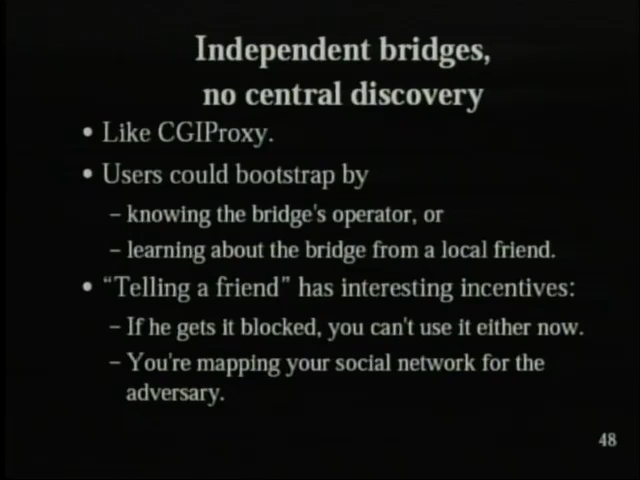 Independent bridges,
no central discovery
• Like CGIProxy.
• Users could bootstrap by
– knowing the bridge's operator, or
– learning about the bridge from a local friend.
• “Telling a friend” has interesting incentives:
– If he gets it blocked, you can't use it either now.
– You're mapping your social network for the
adversary.
48